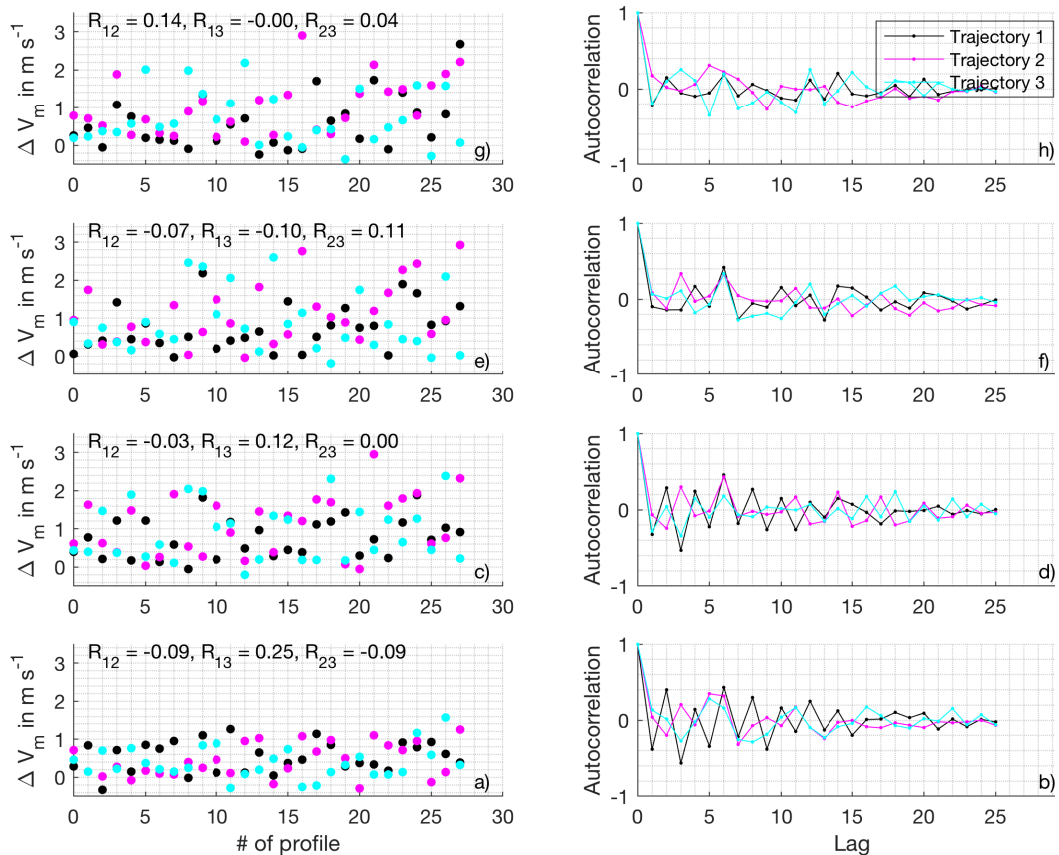 R12 = 0.14, R13 = -0.00, R23 = 0.04
3
2
1
0
Δ Vm in m s-1
g)
0 5 10 15 20 25 30
1
0
-1
Autocorrelation
Trajectory 1
Trajectory 2
Trajectory 3
h)
0 5 10 15 20 25
R12 = -0.07, R13 = -0.10, R23 = 0.11
3
2
1
0
Δ Vm in m s-1
e)
0 5 10 15 20 25 30
1
0
-1
Autocorrelation
f)
0 5 10 15 20 25
R12 = -0.03, R13 = 0.12, R23 = 0.00
3
2
1
0
Δ Vm in m s-1
c)
0 5 10 15 20 25 30
1
0
-1
Autocorrelation
d)
0 5 10 15 20 25
R12 = -0.09, R13 = 0.25, R23 = -0.09
3
2
1
0
Δ Vm in m s-1
a)
0 5 10 15 20 25 30
# of profile
1
0
-1
Autocorrelation
b)
0 5 10 15 20 25
Lag